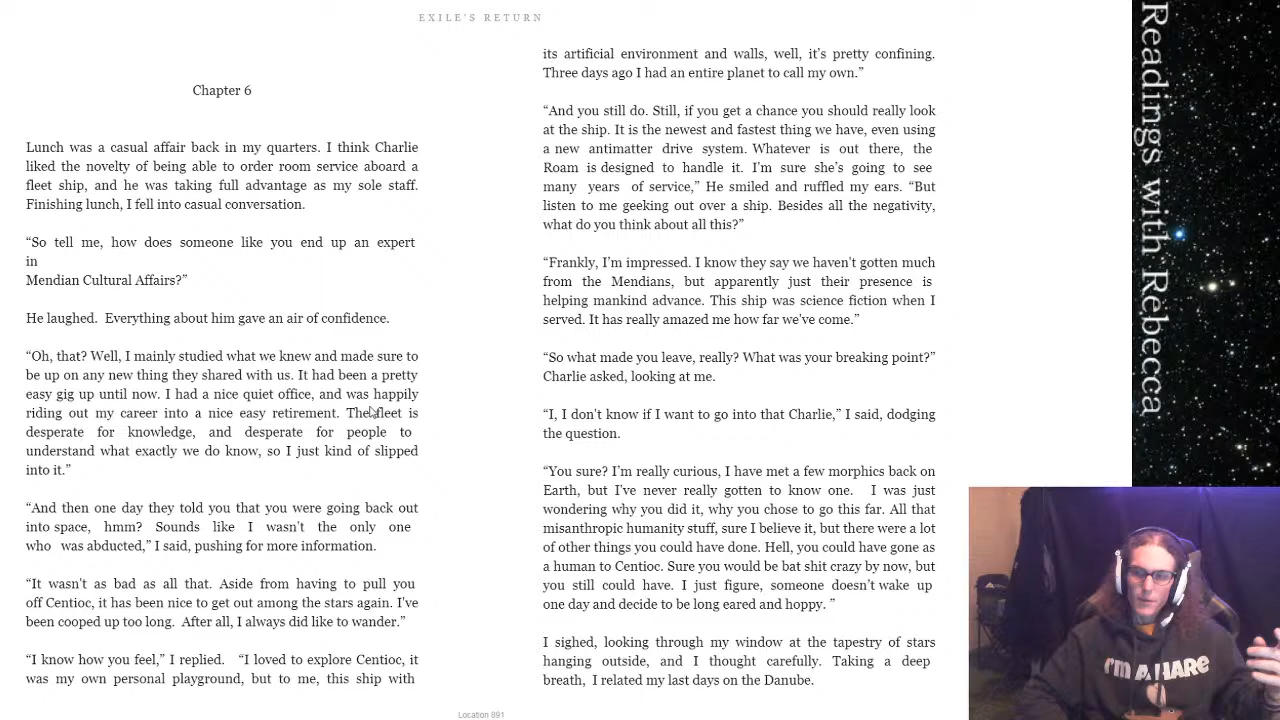 EXILE'S RETURN
Chapter 6
Lunch was a casual affair back in my quarters. I think Charlie
liked the novelty of being able to order room service aboard a
fleet ship, and he was taking full advantage as my sole staff.
Finishing lunch, I fell into casual conversation.
“So tell me, how does someone like you end up an expert
in
Mendian Cultural Affairs?”
He laughed. Everything about him gave an air of confidence.
“Oh, that? Well, I mainly studied what we knew and made sure to
be up on any new thing they shared with us. It had been a pretty
easy gig up until now. I had a nice quiet office, and was happily
riding out my career into a nice easy retirement. The fleet is
desperate for knowledge, and desperate for people to
understand what exactly we do know, so I just kind of slipped
into it.”
“And then one day they told you that you were going back out
into space, hmm? Sounds like I wasn't the only one
who was abducted,” I said, pushing for more information.
“It wasn't as bad as all that. Aside from having to pull you
off Centioc, it has been nice to get out among the stars again. I've
been cooped up too long. After all, I always did like to wander.”
“I know how you feel,” I replied. “I loved to explore Centioc, it
was my own personal playground, but to me, this ship with
its artificial environment and walls, well, it’s pretty confining.
Three days ago I had an entire planet to call my own.”
“And you still do. Still, if you get a chance you should really look
at the ship. It is the newest and fastest thing we have, even using
a new antimatter drive system. Whatever is out there, the
Roam is designed to handle it. I’m sure she’s going to see
many years of service,” He smiled and ruffled my ears. “But
listen to me geeking out over a ship. Besides all the negativity,
what do you think about all this?”
“Frankly, I’m impressed. I know they say we haven't gotten much
from the Mendians, but apparently just their presence is
helping mankind advance. This ship was science fiction when I
served. It has really amazed me how far we’ve come.”
“So what made you leave, really? What was your breaking point?”
Charlie asked, looking at me.
“I, I don't know if I want to go into that Charlie,” I said, dodging
the question.
“You sure? I’m really curious, I have met a few morphics back on
Earth, but I’ve never really gotten to know one. I was just
wondering why you did it, why you chose to go this far. All that
misanthropic humanity stuff, sure I believe it, but there were a lot
of other things you could have done. Hell, you could have gone as
a human to Centioc. Sure you would be bat shit crazy by now, but
you still could have. I just figure, someone doesn’t wake up
one day and decide to be long eared and hoppy. ”
I sighed, looking through my window at the tapestry of stars
hanging outside, and I thought carefully. Taking a deep
breath, I related my last days on the Danube.
Location 891
Readings with Rebecca
I'M A HARE